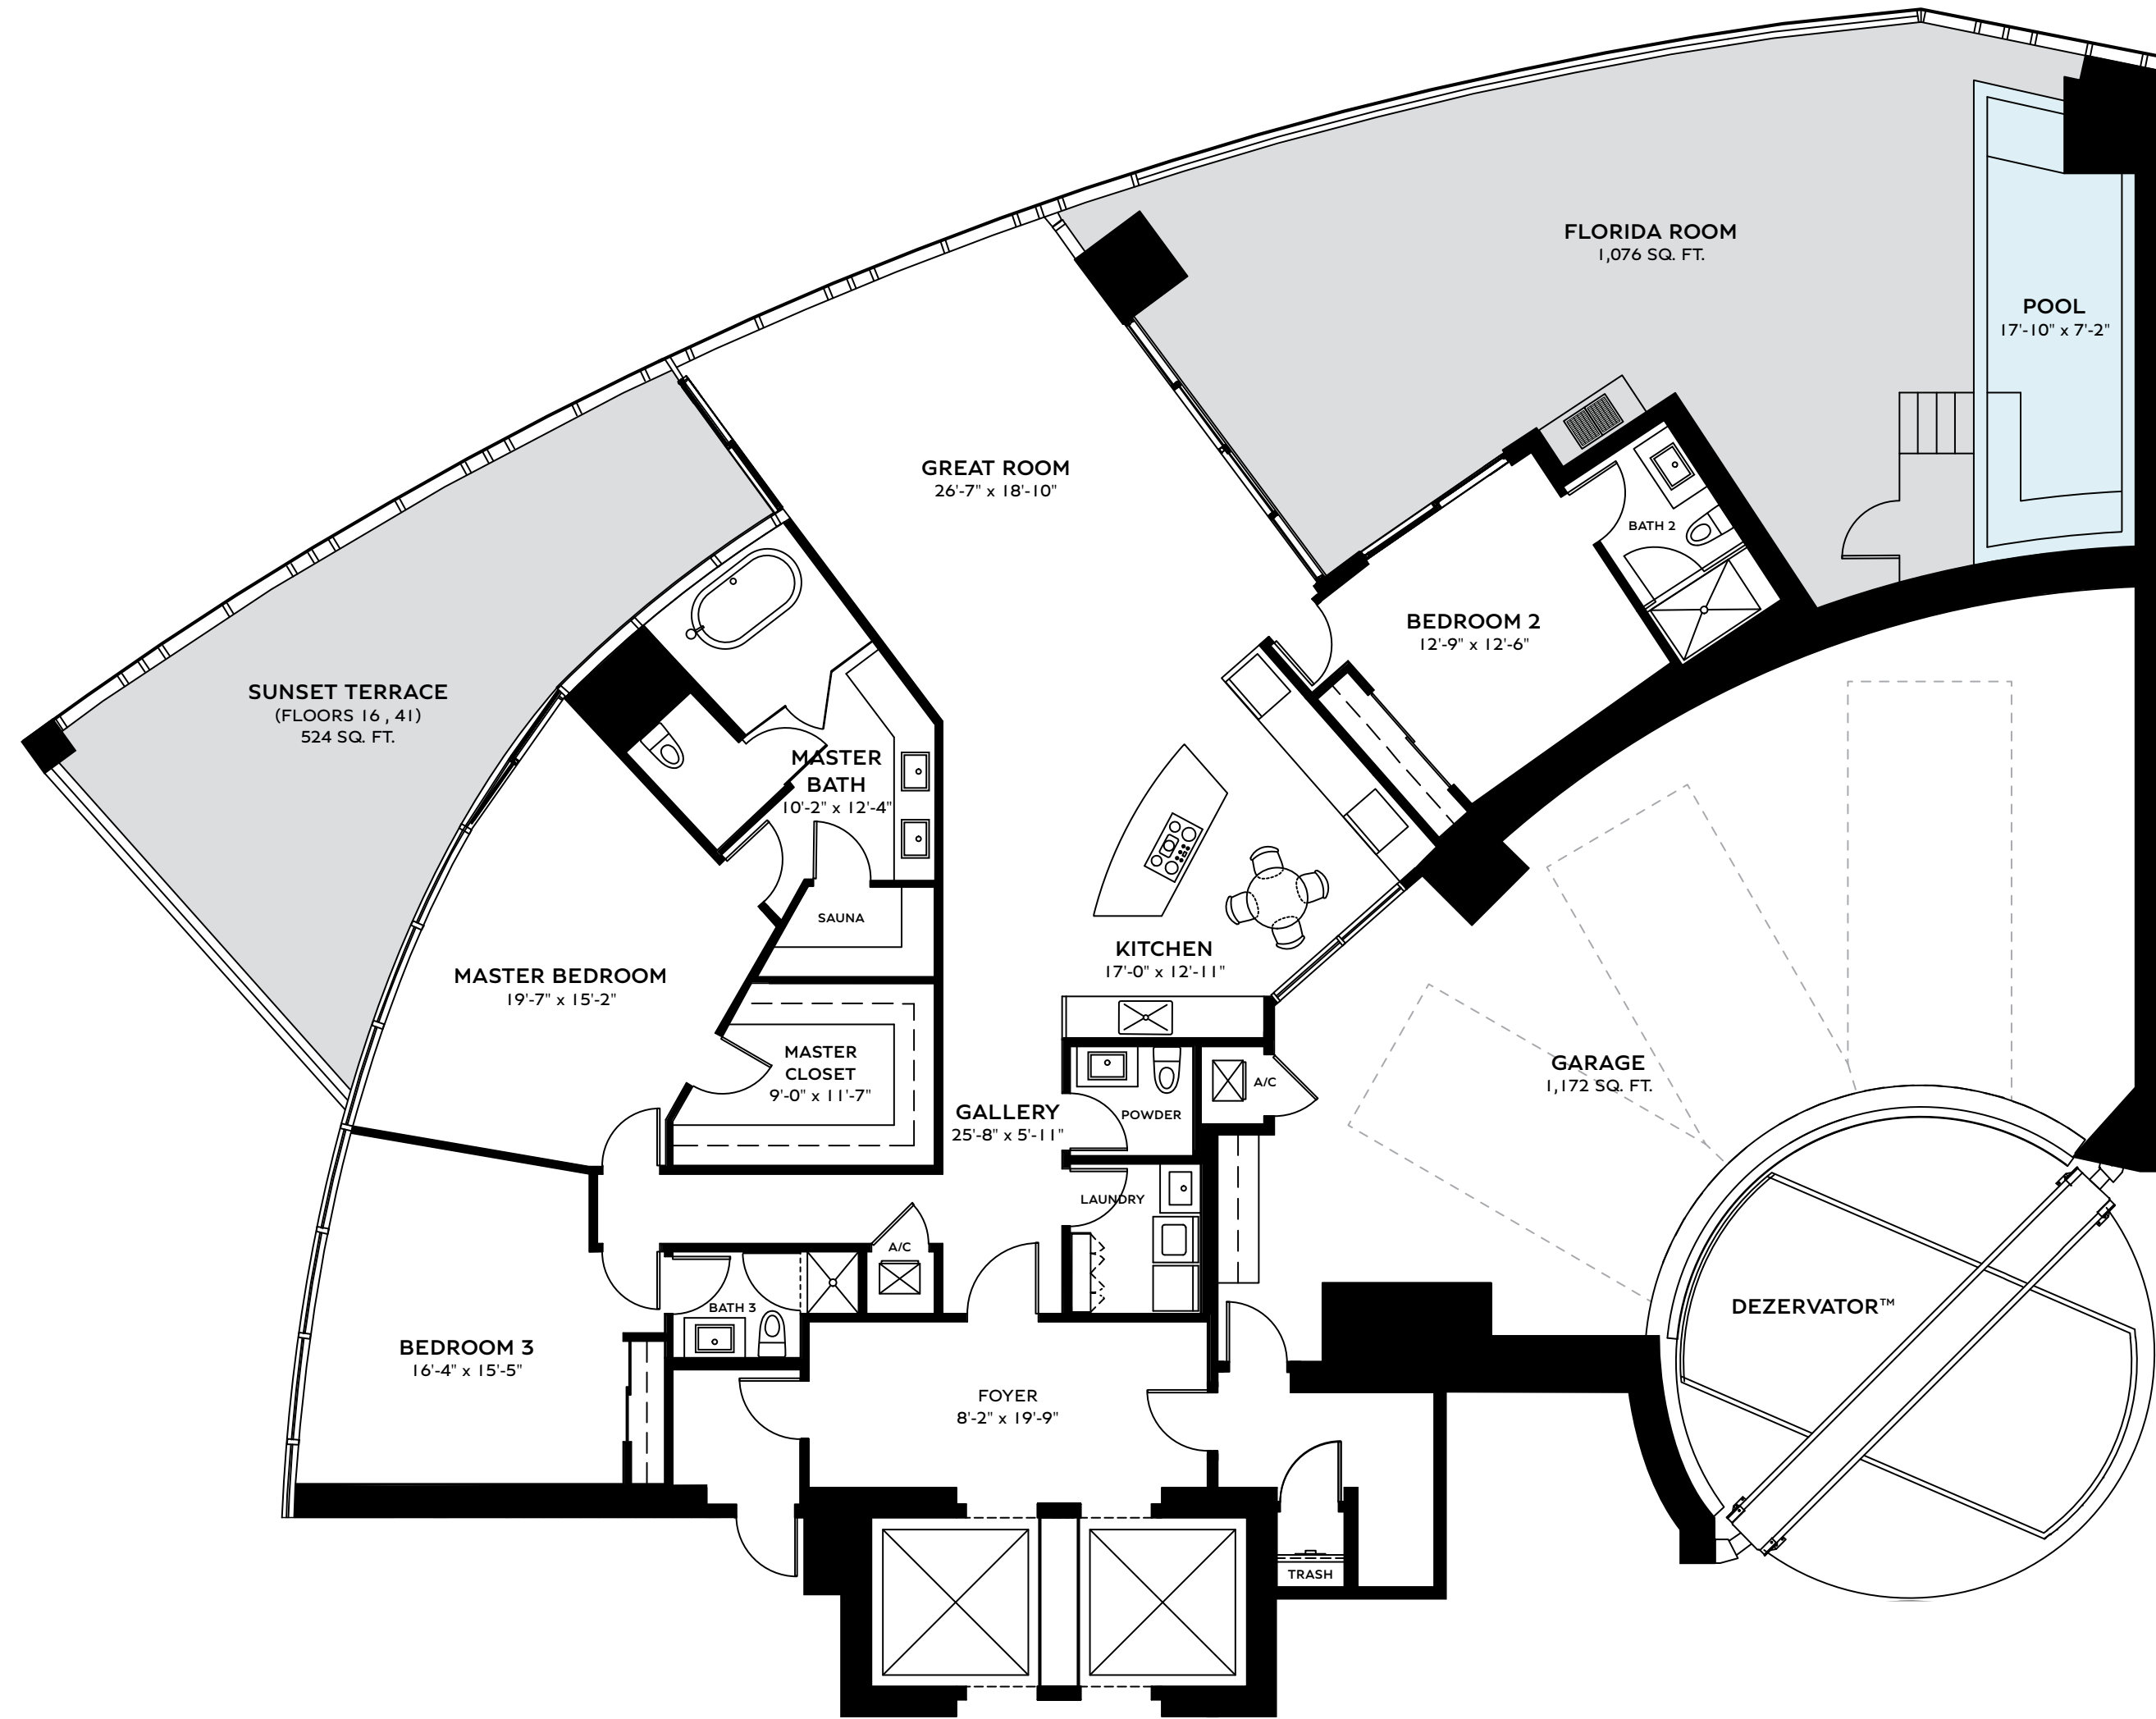 FLORIDA ROOM
1,076 SQ. FT.
POOL
17'-10" x 7'-2"
GREAT ROOM
26'-7" x 18'-10"
BATH 2
BEDROOM 2
12'-9" x 12'-6"
SUNSET TERRACE
(FLOORS 16 , 41)
524 SQ. FT.
MASTER
BATH
10'-2" x 12'-4"
SAUNA
KITCHEN
17'-0" x 12'-11"
MASTER BEDROOM
19'-7" x 15'-2"
MASTER
CLOSET
9'-0" x 11'-7"
GALLERY
25'-8" x 5'-11"
POWDER
A/C
GARAGE
1,172 SQ. FT.
LAUNDRY
A/C
BATH 3
DEZERVATOR™
BEDROOM 3
16'-4" x 15'-5"
FOYER
8'-2" x 19'-9"
TRASH